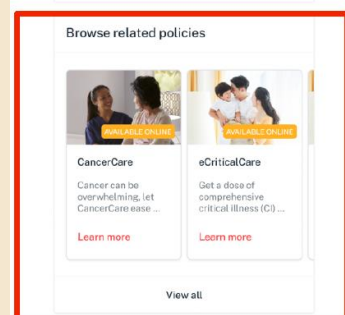 Browse related policies
AVAILABLE ONLINE
AVAILABLE ONLINE
CancerCare
eCriticalCare
Cancer can be
overwhelming, let
CancerCare ease ...
Get a dose of
comprehensive
critical illness (CI) ...
Learn more
Learn more
View all